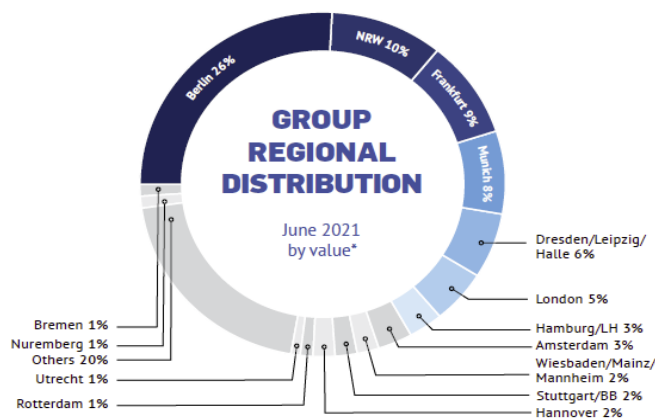 Berlin 26%
NRW 10%
Frankfurt 9%
Munich 8%
GROUP
REGIONAL
DISTRIBUTION
June 2021
by value*
Dresden/Leipzig/
Halle 6%
London 5%
Hamburg/LH 3%
Amsterdam 3%
Wiesbaden/Mainz/
Mannheim 2%
Stuttgart/BB 2%
Hannover 2%
Bremen 1%
Nuremberg 1%
Others 20%
Utrecht 1%
Rotterdam 1%